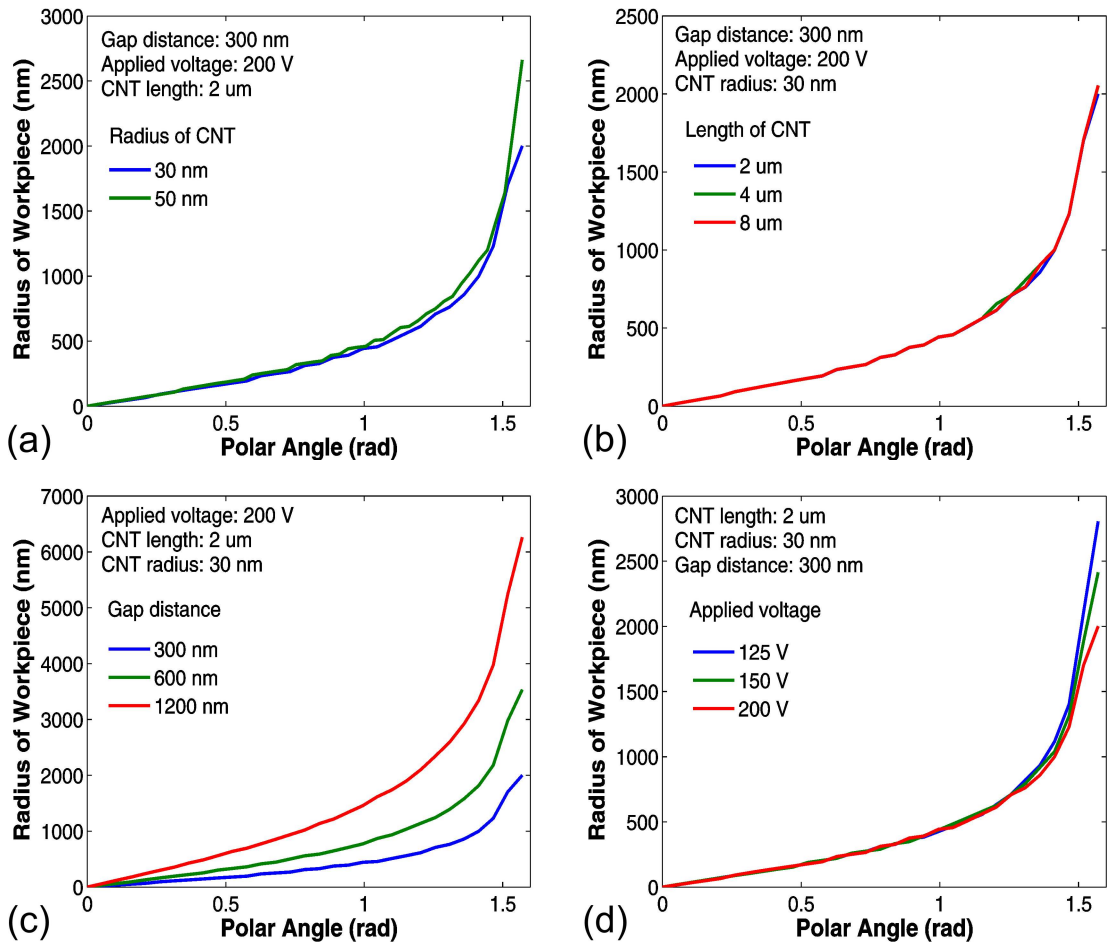 3000
2500
2000
1500
1000
500
0
0
0.5
1
1.5
Radius of Workpiece (nm)
Polar Angle (rad)
Gap distance: 300 nm
Applied voltage: 200 V
CNT length: 2 um
Radius of CNT
30 nm
50 nm
(a)
2500
2000
1500
1000
500
0
0
0.5
1
1.5
Radius of Workpiece (nm)
Polar Angle (rad)
Gap distance: 300 nm
Applied voltage: 200 V
CNT radius: 30 nm
Length of CNT
2 um
4 um
8 um
(b)
7000
6000
5000
4000
3000
2000
1000
0
0
0.5
1
1.5
Radius of Workpiece (nm)
Polar Angle (rad)
Applied voltage: 200 V
CNT length: 2 um
CNT radius: 30 nm
Gap distance
300 nm
600 nm
1200 nm
(c)
3000
2500
2000
1500
1000
500
0
0
0.5
1
1.5
Radius of Workpiece (nm)
Polar Angle (rad)
CNT length: 2 um
CNT radius: 30 nm
Gap distance: 300 nm
Applied voltage
125 V
150 V
200 V
(d)